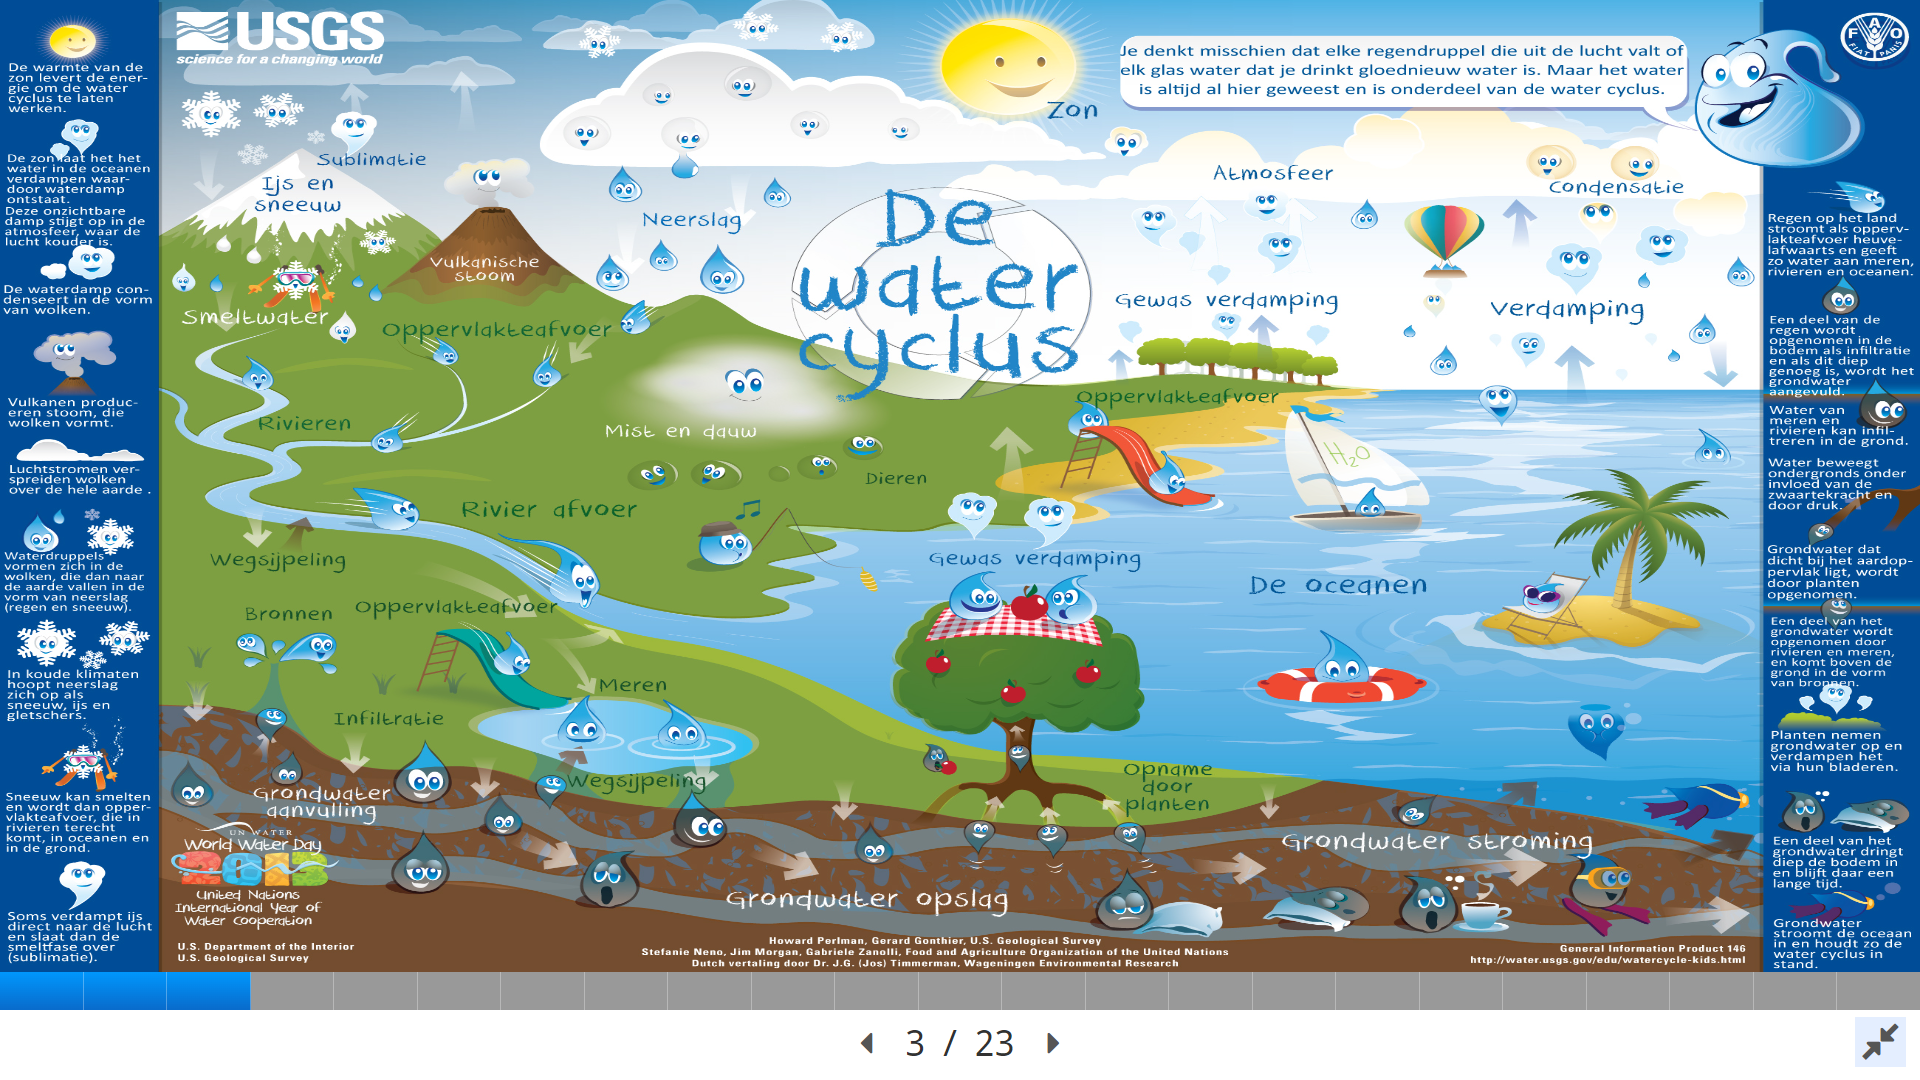 De warmte van de
zon levert de ener-
gie om de water
cyclus te laten
werken.
De zon laat het het
water in de oceanen
verdampen waar-
door waterdamp
ontstaat.
Deze onzichtbare
damp stijgt op in de
atmosfeer, waar de
lucht kouder is.
De waterdamp con-
denseert in de vorm
van wolken.
Vulkanen produc-
eren stoom, die
wolken vormt.
Luchtstromen ver-
spreiden wolken
over de hele aarde .
Waterdruppels
vormen zich in de
wolken, die dan naar
de aarde vallen in de
vorm van neerslag
(regen en sneeuw).
In koude klimaten
hoopt neerslag
zich op als
sneeuw, ijs en
gletschers.
Sneeuw kan smelten
en wordt dan opper-
vlakteafvoer, die in
rivieren terecht
komt, in oceanen en
in de grond.
Soms verdampt ijs
direct naar de lucht
en slaat dan de
smeltfase over
(sublimatie).
USGS
science for a changing world
Zon
Je denkt misschien dat elke regendruppel die uit de lucht valt of
elk glas water dat je drinkt gloednieuw water is. Maar het water
is altijd al hier geweest en is onderdeel van de water cyclus.
Sublimatie
Ijs en
sneeuw
Neerslag
Atmosfeer
Condensatie
De
water
cyclus
Vulkanische
stoom
Smeltwater
Oppervlakteafvoer
Gewas verdamping
Verdamping
Rivieren
Mist en dauw
Oppervlakteafvoer
H2O
Dieren
Rivier afvoer
Wegsijpeling
Gewas verdamping
De oceanen
Bronnen
Oppervlakteafvoer
Meren
Infiltratie
Wegsijpeling
Opname
door
planten
Grondwater
aanvulling
Grondwater stroming
Grondwater opslag
UN WATER
World Water Day
2013
United Nations
International Year of
Water Cooperation
U.S. Department of the Interior
U.S. Geological Survey
Howard Perlman, Gerard Gonthier, U.S. Geological Survey
Stefanie Neno, Jim Morgan, Gabriele Zanolli, Food and Agriculture Organization of the United Nations
Dutch vertaling door Dr. J.G. (Jos) Timmerman, Wageningen Environmental Research
General Information Product 146
http://water.usgs.gov/edu/watercycle-kids.html
FAO
FIAT PANIS
Regen op het land
stroomt als opperv-
lakteafvoer heuve-
lafwaarts en geeft
zo water aan meren,
rivieren en oceanen.
Een deel van de
regen wordt
opgenomen in de
bodem als infiltratie
en als dit diep
genoeg is, wordt het
grondwater
aangevuld.
Water van
meren en
rivieren kan infil-
treren in de grond.
Water beweegt
ondergronds onder
invloed van de
zwaartekracht en
door druk.
Grondwater dat
dicht bij het aardop-
pervlak ligt, wordt
door planten
opgenomen.
Een deel van het
grondwater wordt
opgenomen door
rivieren en meren,
en komt boven de
grond in de vorm
van bronnen.
Planten nemen
grondwater op en
verdampen het
via hun bladeren.
Een deel van het
grondwater dringt
diep de bodem in
en blijft daar een
lange tijd.
Grondwater
stroomt de oceaan
in en houdt zo de
water cyclus in
stand.
3 / 23